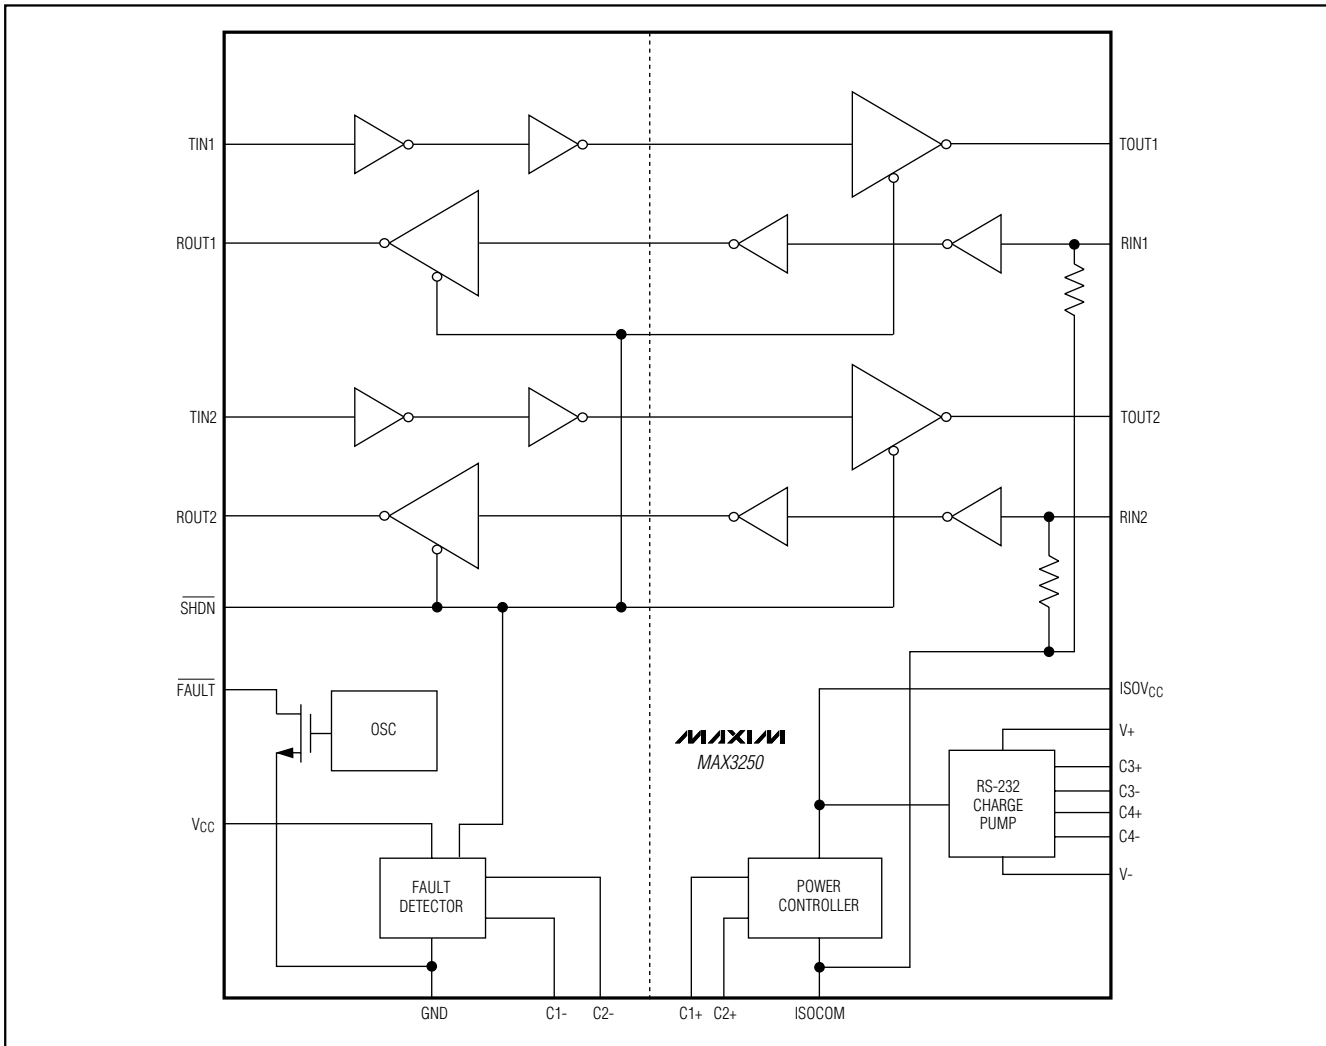 TIN1
TOUT1
ROUT1
RIN1
TIN2
TOUT2
ROUT2
RIN2
SHDN
FAULT
OSC
ISOVCC
MAXIM
MAX3250
V+
C3+
C3-
C4+
C4-
V-
RS-232
CHARGE
PUMP
VCC
FAULT
DETECTOR
POWER
CONTROLLER
GND
C1-
C2-
C1+
C2+
ISOCOM